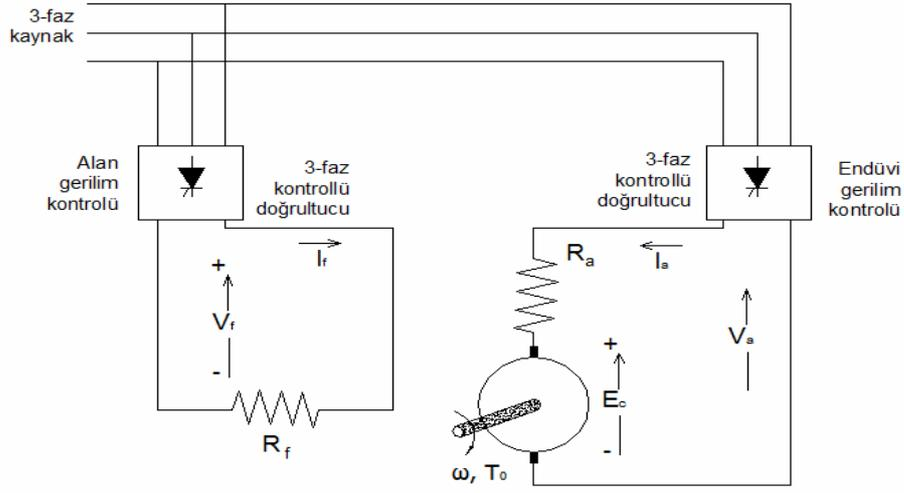 3-faz
kaynak
Alan
gerilim
kontrolü
3-faz
kontrollü
doğrultucu
3-faz
kontrollü
doğrultucu
Endüvi
gerilim
kontrolü
If
Ra
Ia
+
Vf
-
Va
+
Ec
-
Rf
ω, T0